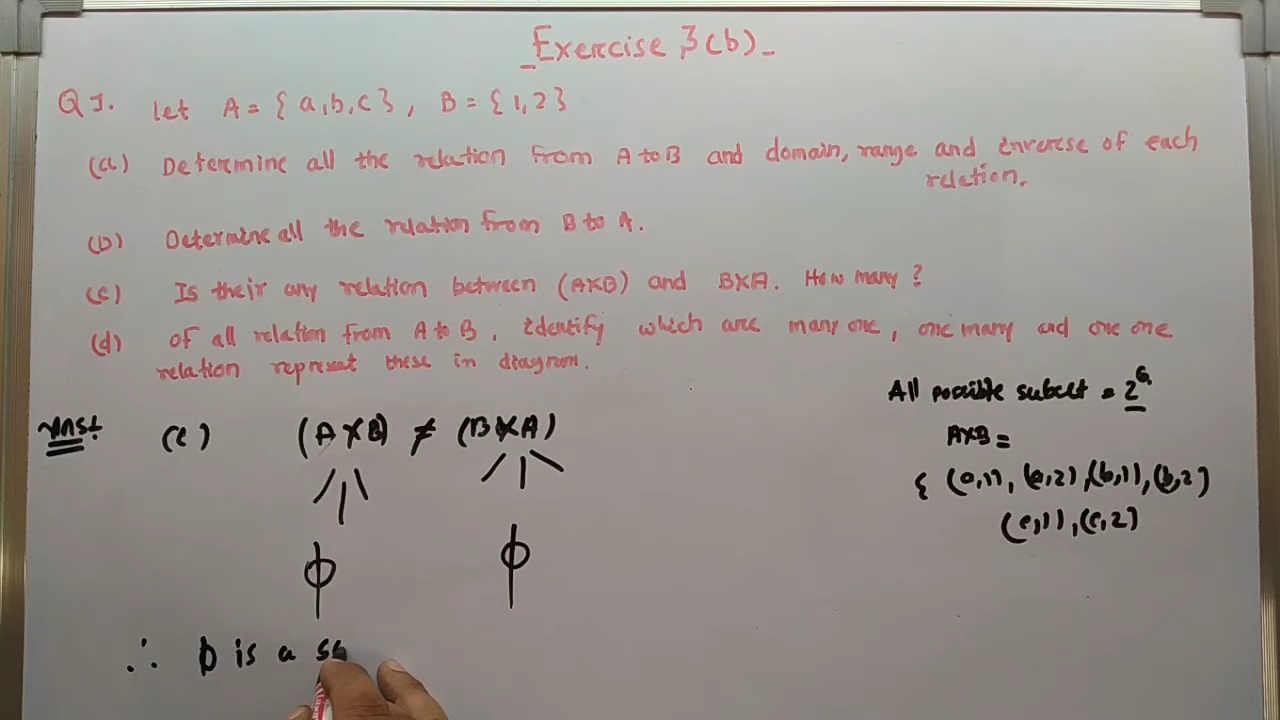 Exercise 3(b)
Q1. let A = {a,b,c}, B = {1,2}
(a) Determine all the relation from A to B and domain, range and inverse of each
relation.
(b) Determine all the relation from B to A.
(c) Is their any relation between (A×B) and B×A. How many?
(d) of all relation from A to B, identify which are many one, one many and one one
relation represent these in diagram.
All possible subset = 2⁶
Ans: (c) (A×B) ≠ (B×A)
A×B =
{ (a,1), (a,2), (b,1), (b,2)
(c,1), (c,2)
ϕ ϕ
∴ ϕ is a